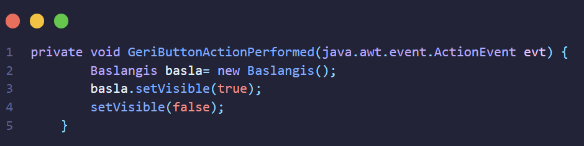 1 private void GeriButtonActionPerformed(java.awt.event.ActionEvent evt) {
2 Baslangis basla= new Baslangis();
3 basla.setVisible(true);
4 setVisible(false);
5 }